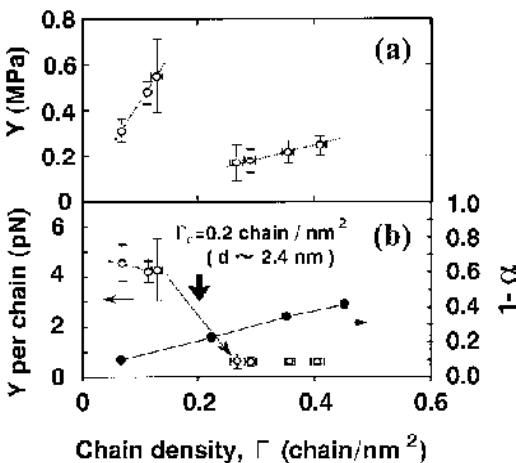 0.8
0.6
0.4
0.2
0
Y (MPa)
(a)
6
4
2
0
Y per chain (pN)
Γc=0.2 chain / nm²
( d ~ 2.4 nm )
(b)
1.0
0.8
0.6
0.4
0.2
0.0
1- α
0
0.2
0.4
0.6
Chain density, Γ (chain/nm²)